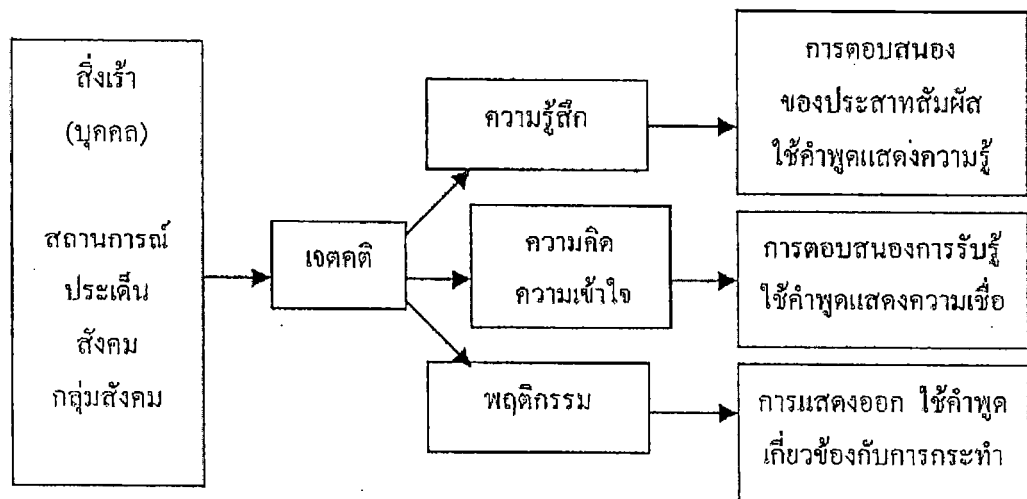 สิ่งเร้า
(บุคคล)
สถานการณ์
ประเด็น
สังคม
กลุ่มสังคม
เจตคติ
ความรู้สึก
ความคิด
ความเข้าใจ
พฤติกรรม
การตอบสนอง
ของประสาทสัมผัส
ใช้คำพูดแสดงความรู้
การตอบสนองการรับรู้
ใช้คำพูดแสดงความเชื่อ
การแสดงออก ใช้คำพูด
เกี่ยวข้องกับการกระทำ